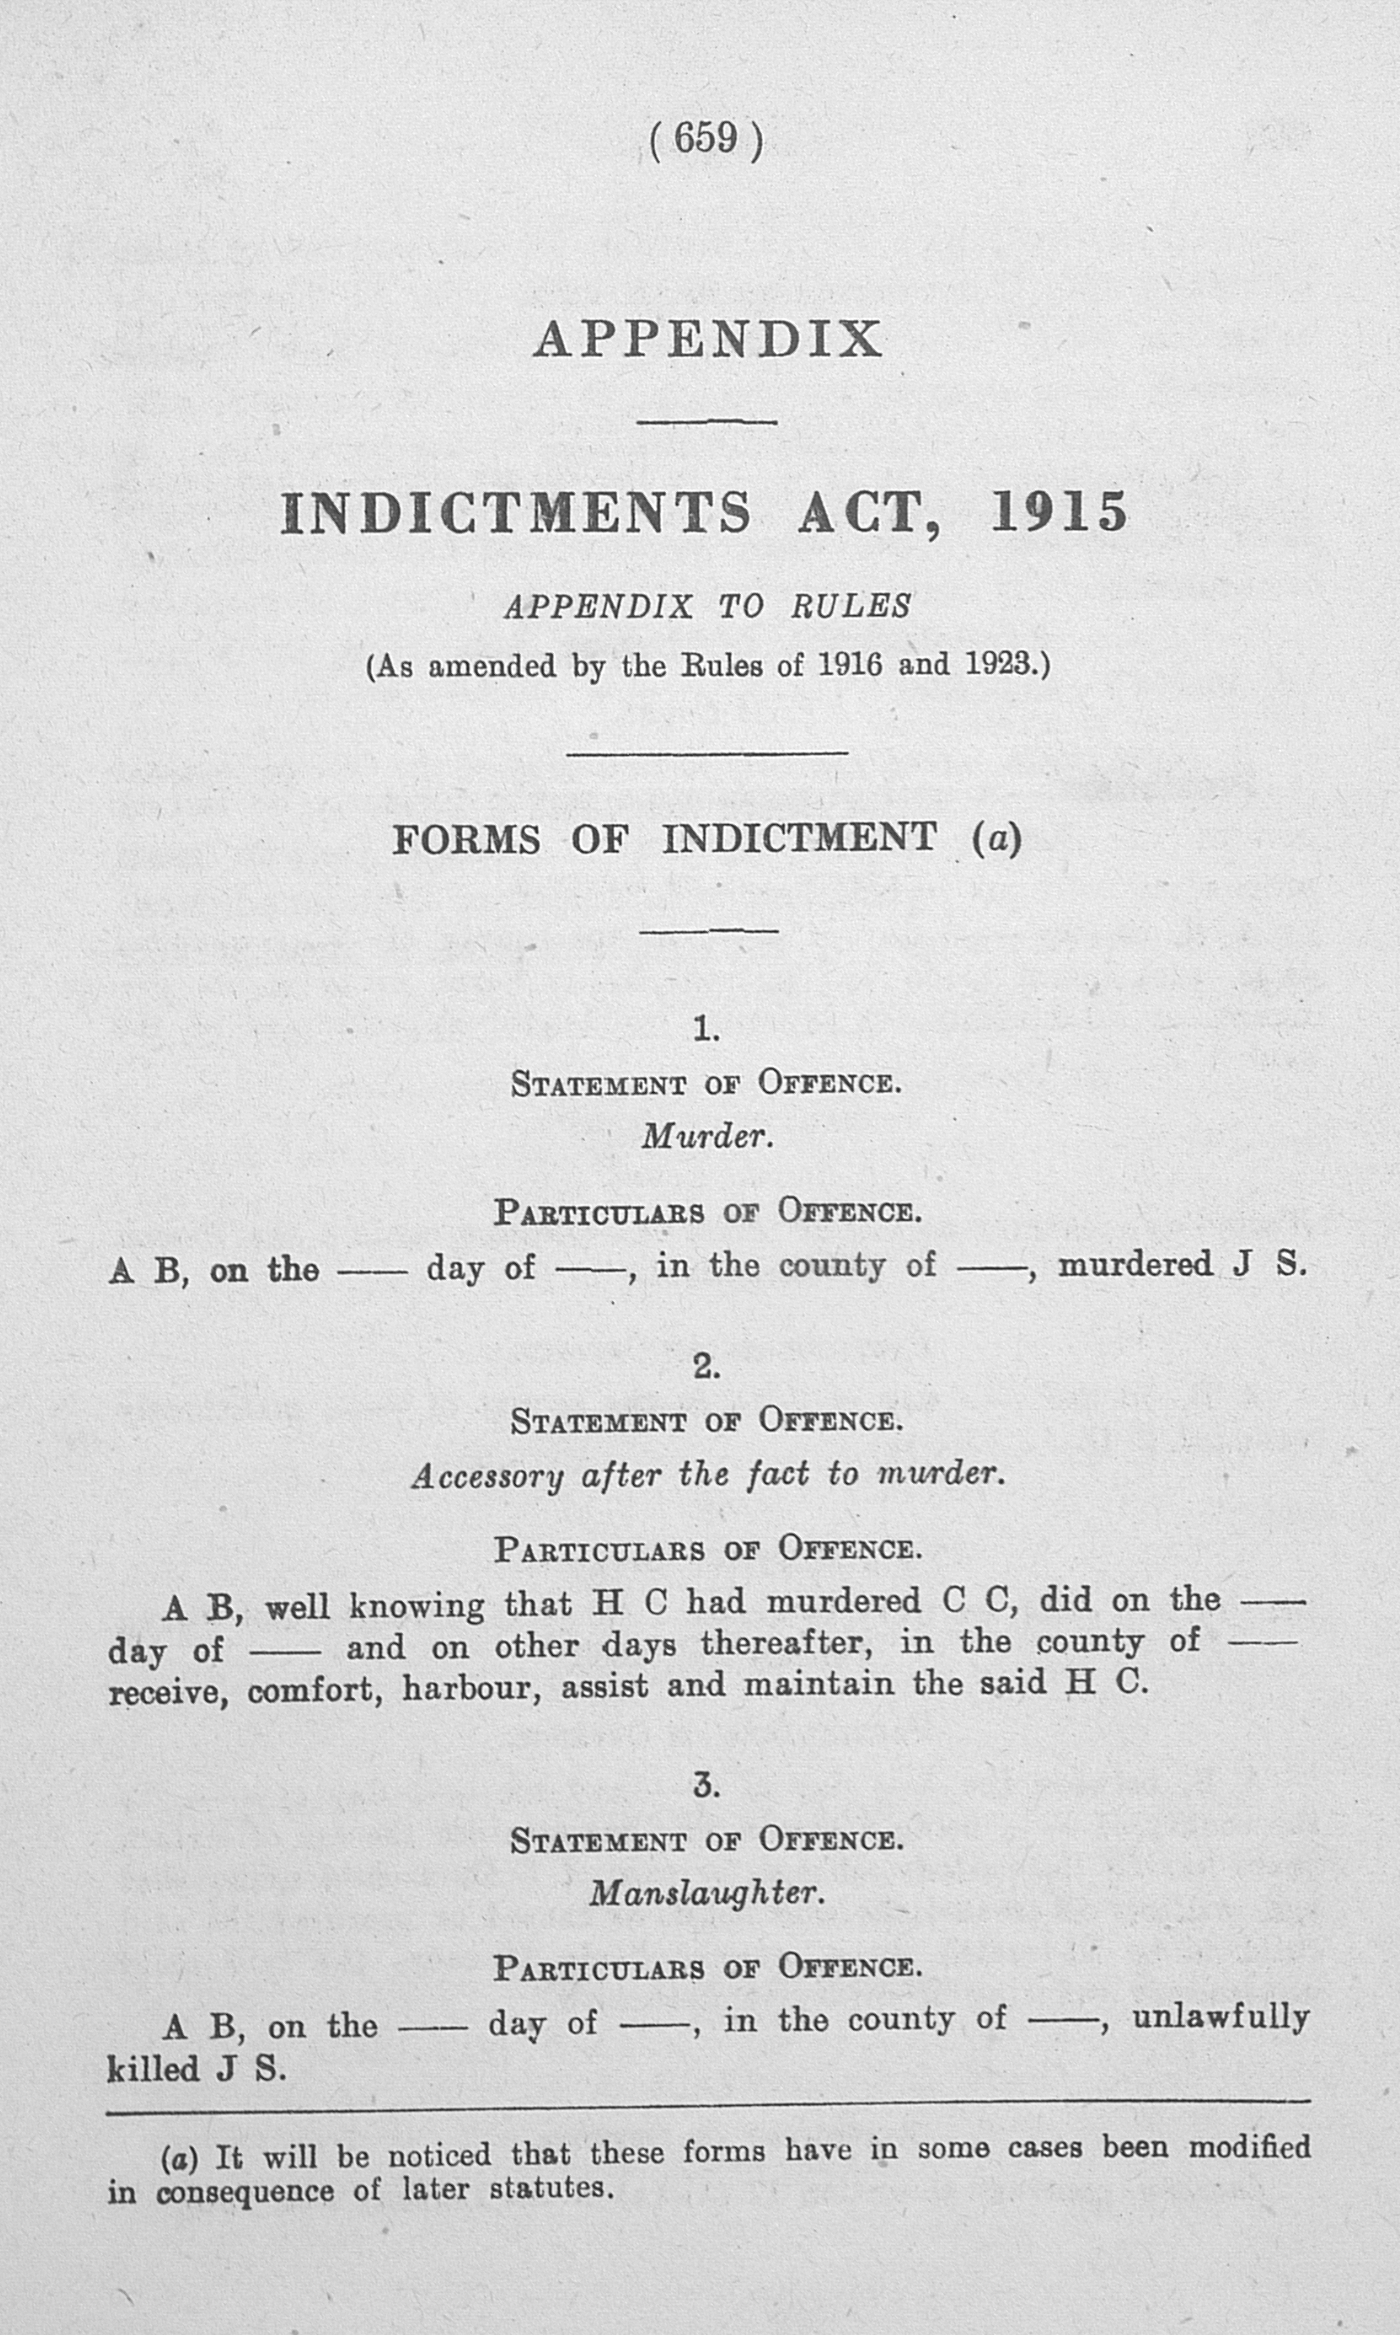 ( 659 )
APPENDIX
INDICTMENTS ACT, 1915
APPENDIX TO RULES
(As amended by the Rules of 1916 and 1923.)
FORMS OF INDICTMENT (a)
1.
STATEMENT OF OFFENCE.
Murder.
PARTICULARS OF OFFENCE.
A B, on the —— day of ——, in the county of ——, murdered J S.
2.
STATEMENT OF OFFENCE.
Accessory after the fact to murder.
PARTICULARS OF OFFENCE.
A B, well knowing that H C had murdered C C, did on the ——
day of —— and on other days thereafter, in the county of ——
receive, comfort, harbour, assist and maintain the said H C.
3.
STATEMENT OF OFFENCE.
Manslaughter.
PARTICULARS OF OFFENCE.
A B, on the —— day of ——, in the county of ——, unlawfully
killed J S.
(a) It will be noticed that these forms have in some cases been modified
in consequence of later statutes.